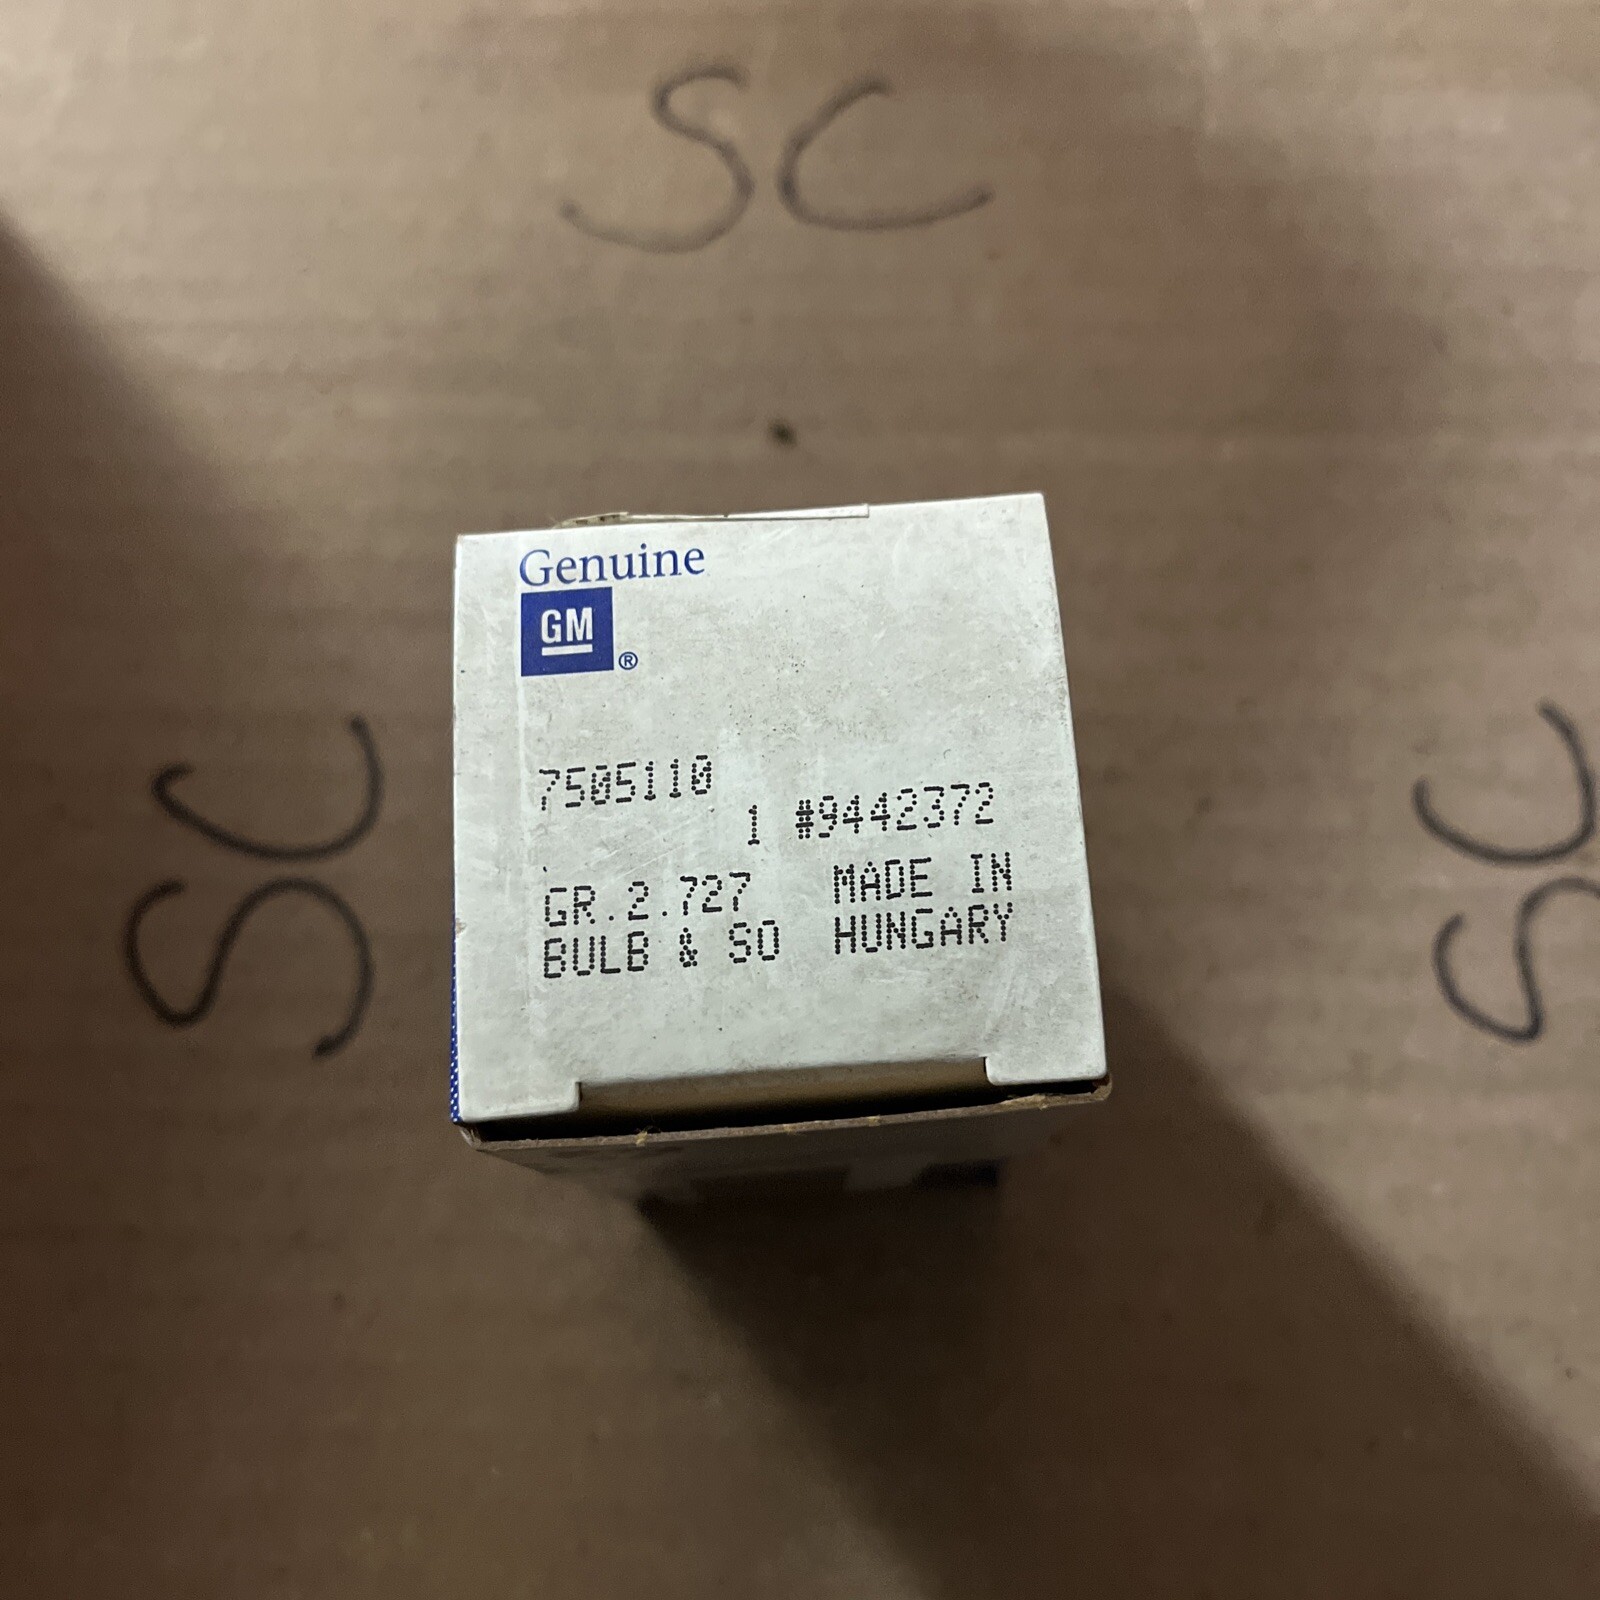 SC
Genuine
GM ®
7505110
1 #9442372
GR.2.727 MADE IN
BULB & SO HUNGARY
SC
SC